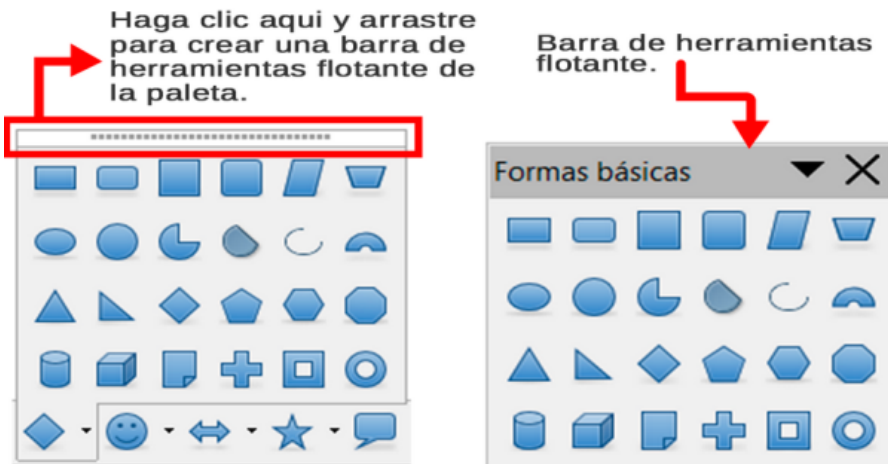 Haga clic aqui y arrastre
para crear una barra de
herramientas flotante de
la paleta.
Barra de herramientas
flotante.
Formas básicas